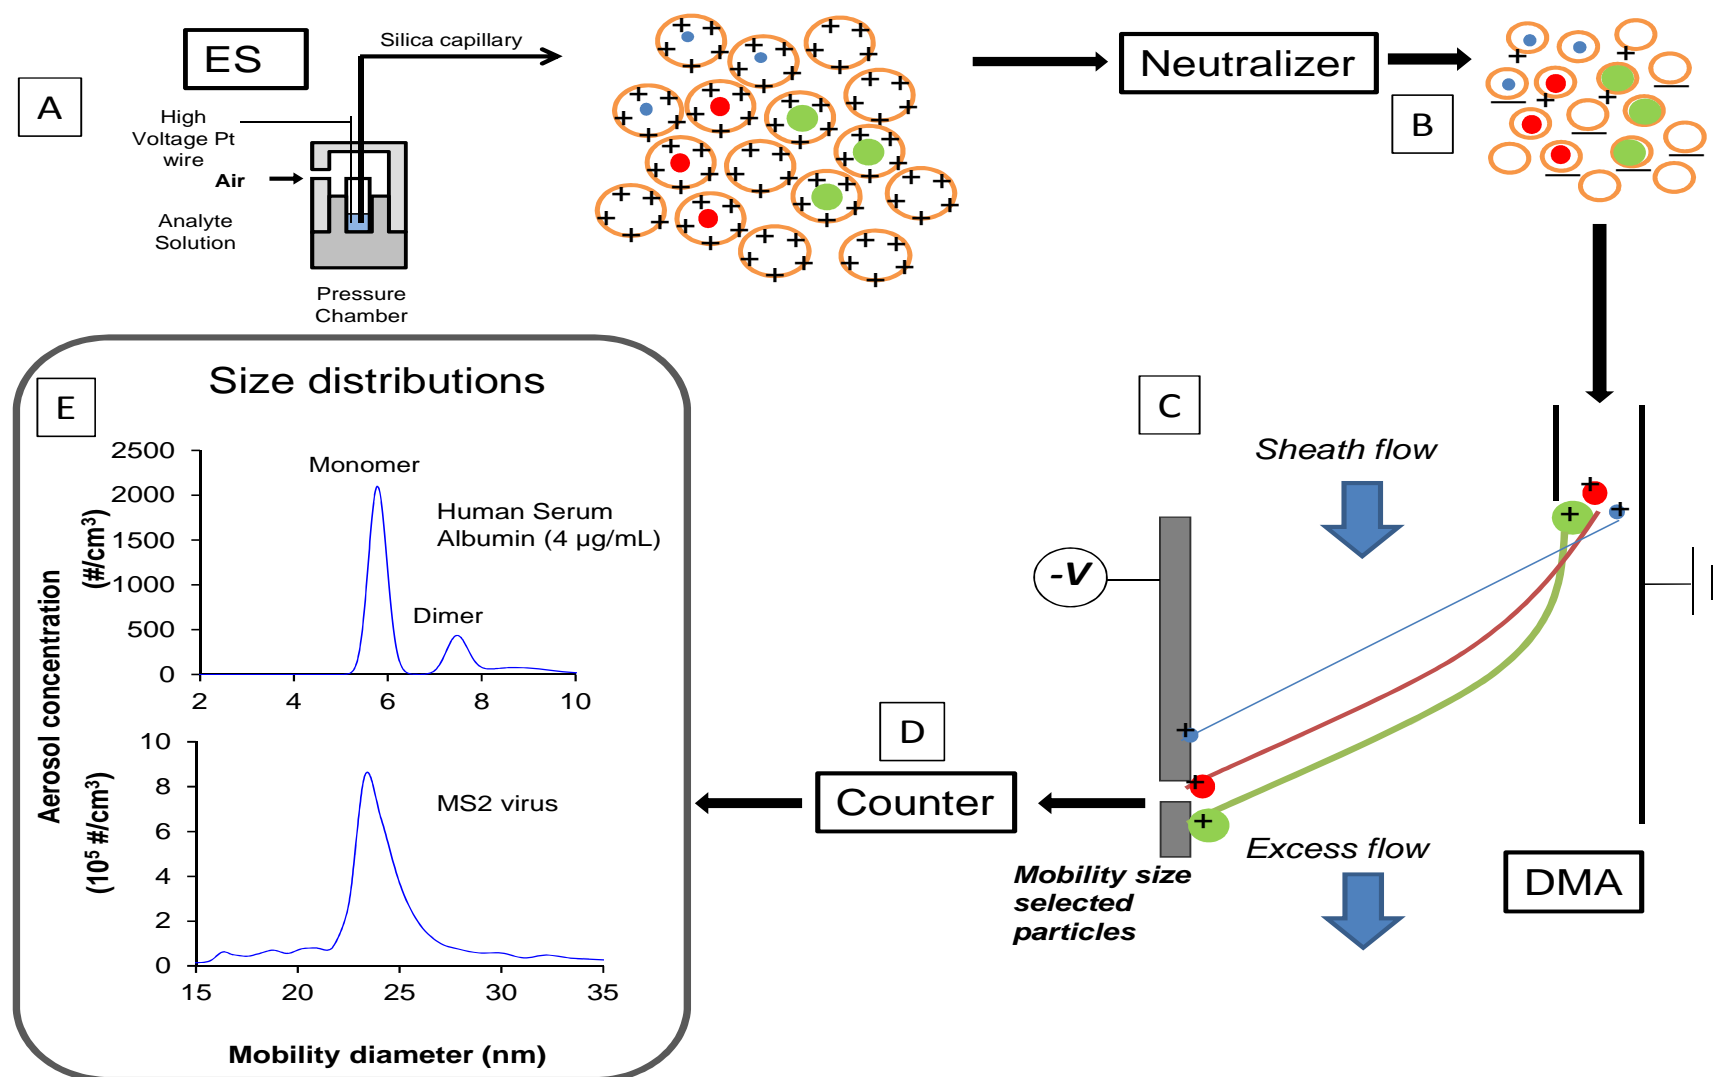 A
ES
Silica capillary
High
Voltage Pt
wire
Air
Analyte
Solution
Pressure
Chamber
Neutralizer
B
C
Sheath flow
-V
Excess flow
DMA
Mobility size
selected
particles
D
Counter
E
Size distributions
Aerosol concentration
(#/cm³)
2500
2000
1500
1000
500
0
Monomer
Human Serum
Albumin (4 µg/mL)
Dimer
2 4 6 8 10
(10⁵ #/cm³)
10
8
6
4
2
0
MS2 virus
15 20 25 30 35
Mobility diameter (nm)